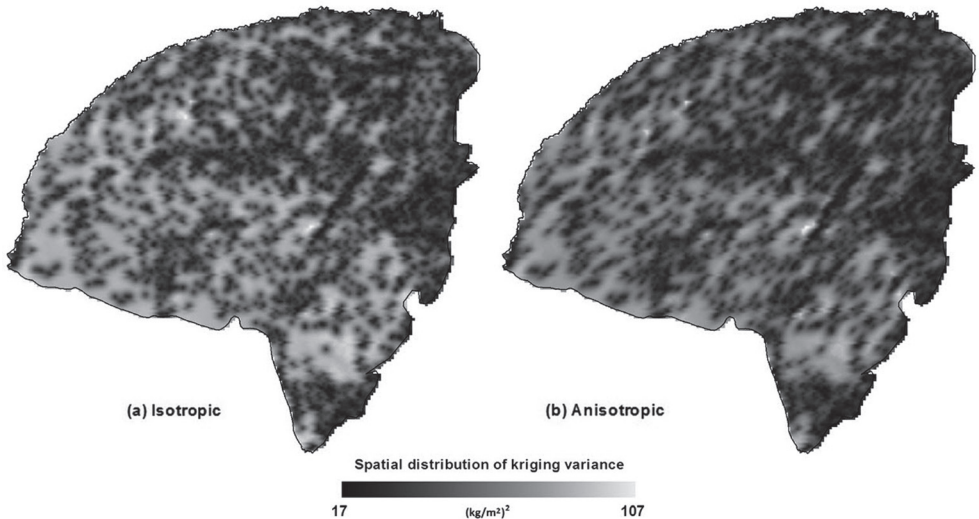 (a) Isotropic
(b) Anisotropic
Spatial distribution of kriging variance
17 (kg/m²)² 107